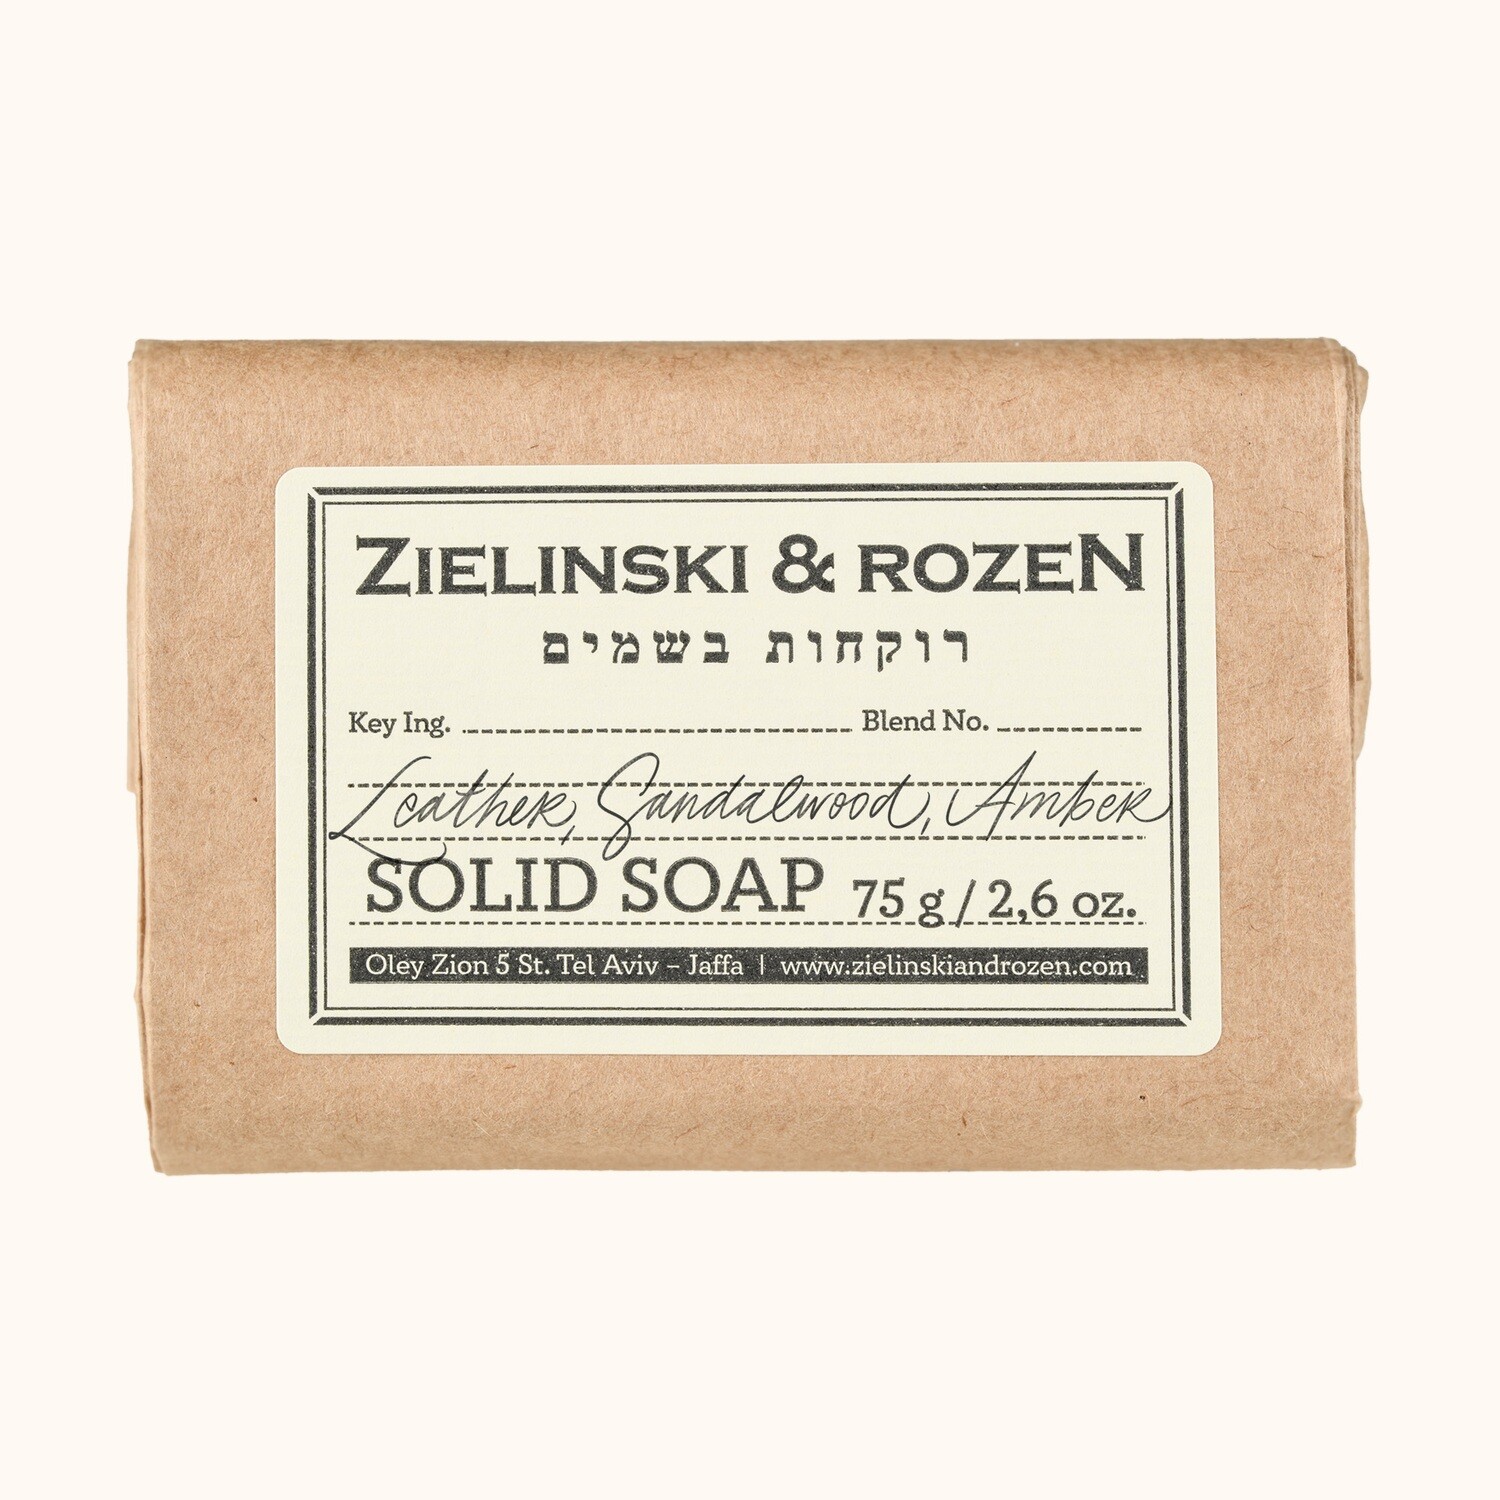 ZIELINSKI & ROZEN
רוקחות בשמים
Key Ing. Blend No.
Leather, Sandalwood, Amber
SOLID SOAP 75 g / 2,6 oz.
Oley Zion 5 St. Tel Aviv – Jaffa | www.zielinskiandrozen.com